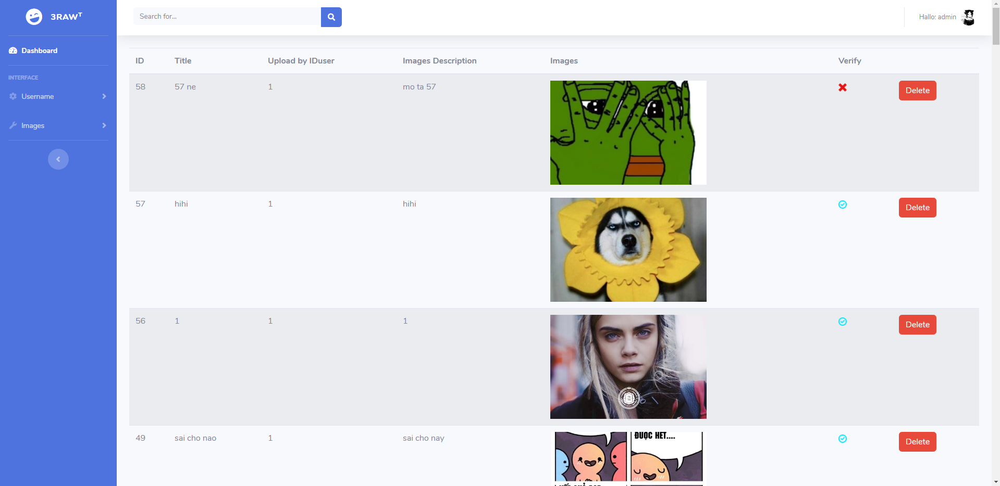 3RAWT
Search for...
Hallo: admin
Dashboard
INTERFACE
Username
Images
ID Title Upload by IDuser Images Description Images Verify
58 57 ne 1 mo ta 57 Delete
57 hihi 1 hihi Delete
56 1 1 1 Delete
49 sai cho nao 1 sai cho nay Delete
ĐƯỢC HẾT....